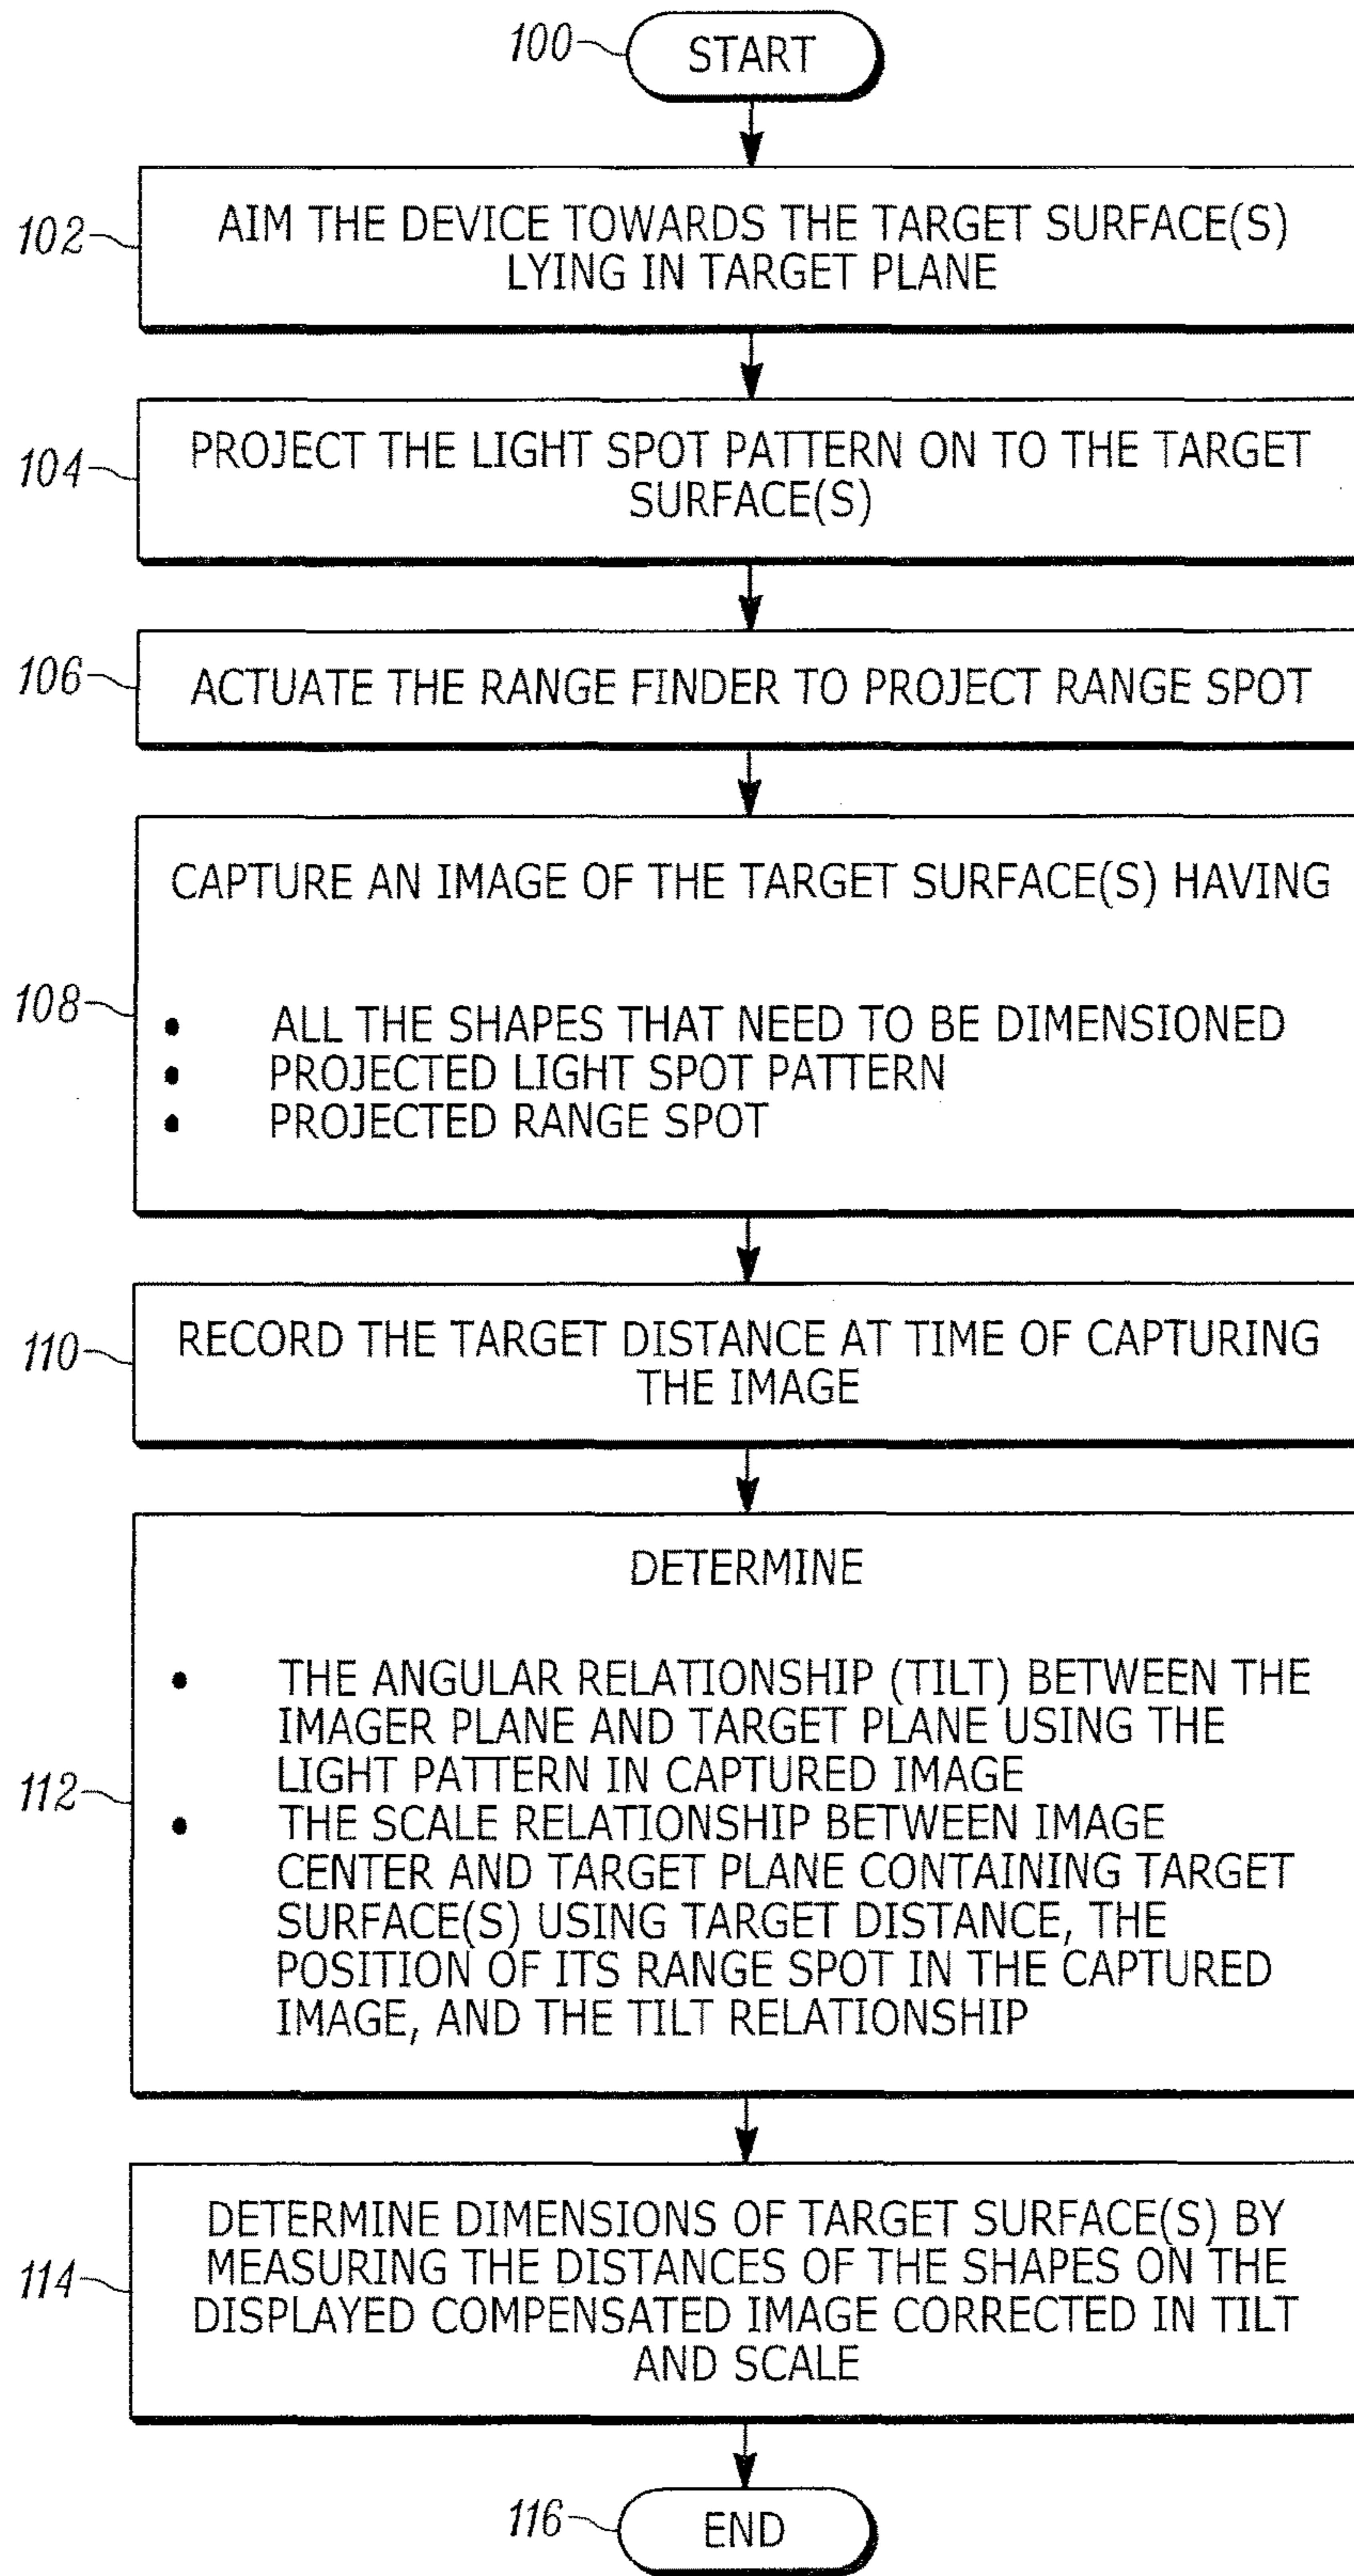 100
START
102
AIM THE DEVICE TOWARDS THE TARGET SURFACE(S)
LYING IN TARGET PLANE
104
PROJECT THE LIGHT SPOT PATTERN ON TO THE TARGET
SURFACE(S)
106
ACTUATE THE RANGE FINDER TO PROJECT RANGE SPOT
108
CAPTURE AN IMAGE OF THE TARGET SURFACE(S) HAVING
• ALL THE SHAPES THAT NEED TO BE DIMENSIONED
• PROJECTED LIGHT SPOT PATTERN
• PROJECTED RANGE SPOT
110
RECORD THE TARGET DISTANCE AT TIME OF CAPTURING
THE IMAGE
112
DETERMINE
• THE ANGULAR RELATIONSHIP (TILT) BETWEEN THE
IMAGER PLANE AND TARGET PLANE USING THE
LIGHT PATTERN IN CAPTURED IMAGE
• THE SCALE RELATIONSHIP BETWEEN IMAGE
CENTER AND TARGET PLANE CONTAINING TARGET
SURFACE(S) USING TARGET DISTANCE, THE
POSITION OF ITS RANGE SPOT IN THE CAPTURED
IMAGE, AND THE TILT RELATIONSHIP
114
DETERMINE DIMENSIONS OF TARGET SURFACE(S) BY
MEASURING THE DISTANCES OF THE SHAPES ON THE
DISPLAYED COMPENSATED IMAGE CORRECTED IN TILT
AND SCALE
116
END